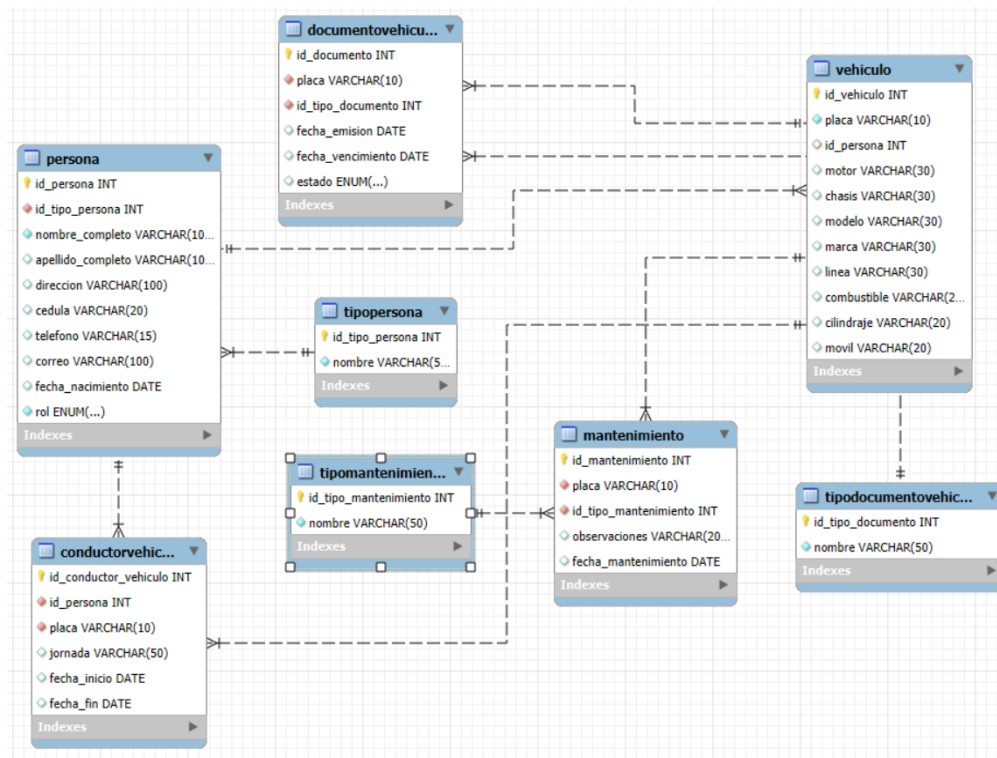 documentovehicu...
id_documento INT
placa VARCHAR(10)
id_tipo_documento INT
fecha_emision DATE
fecha_vencimiento DATE
estado ENUM(...)
Indexes
vehiculo
id_vehiculo INT
placa VARCHAR(10)
id_persona INT
motor VARCHAR(30)
chasis VARCHAR(30)
modelo VARCHAR(30)
marca VARCHAR(30)
linea VARCHAR(30)
combustible VARCHAR(2...
cilindraje VARCHAR(20)
movil VARCHAR(20)
Indexes
persona
id_persona INT
id_tipo_persona INT
nombre_completo VARCHAR(10...
apellido_completo VARCHAR(10...
direccion VARCHAR(100)
cedula VARCHAR(20)
telefono VARCHAR(15)
correo VARCHAR(100)
fecha_nacimiento DATE
rol ENUM(...)
Indexes
tipopersona
id_tipo_persona INT
nombre VARCHAR(5...
Indexes
tipomantenimien...
id_tipo_mantenimiento INT
nombre VARCHAR(50)
Indexes
mantenimiento
id_mantenimiento INT
placa VARCHAR(10)
id_tipo_mantenimiento INT
observaciones VARCHAR(20...
fecha_mantenimiento DATE
Indexes
tipodocumentovehic...
id_tipo_documento INT
nombre VARCHAR(50)
Indexes
conductorvehic...
id_conductor_vehiculo INT
id_persona INT
placa VARCHAR(10)
jornada VARCHAR(50)
fecha_inicio DATE
fecha_fin DATE
Indexes